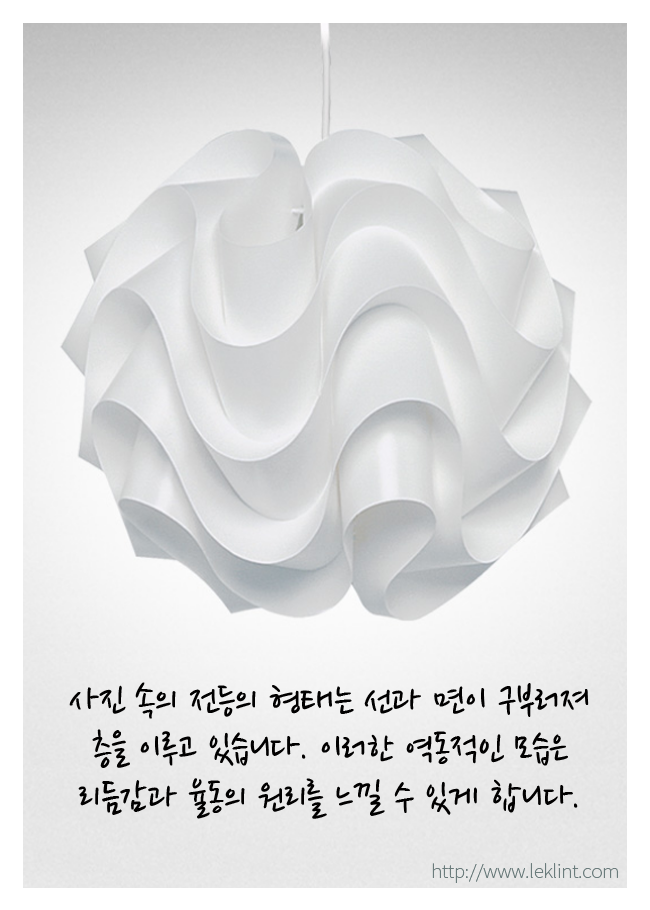 사진 속의 전등의 형태는 선과 면이 구부러져
층을 이루고 있습니다. 이러한 역동적인 모습은
리듬감과 율동의 원리를 느낄 수 있게 합니다.
http://www.leklint.com